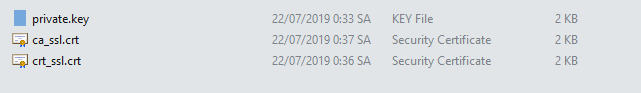 private.key 22/07/2019 0:33 SA KEY File 2 KB
ca_ssl.crt 22/07/2019 0:37 SA Security Certificate 2 KB
crt_ssl.crt 22/07/2019 0:36 SA Security Certificate 2 KB